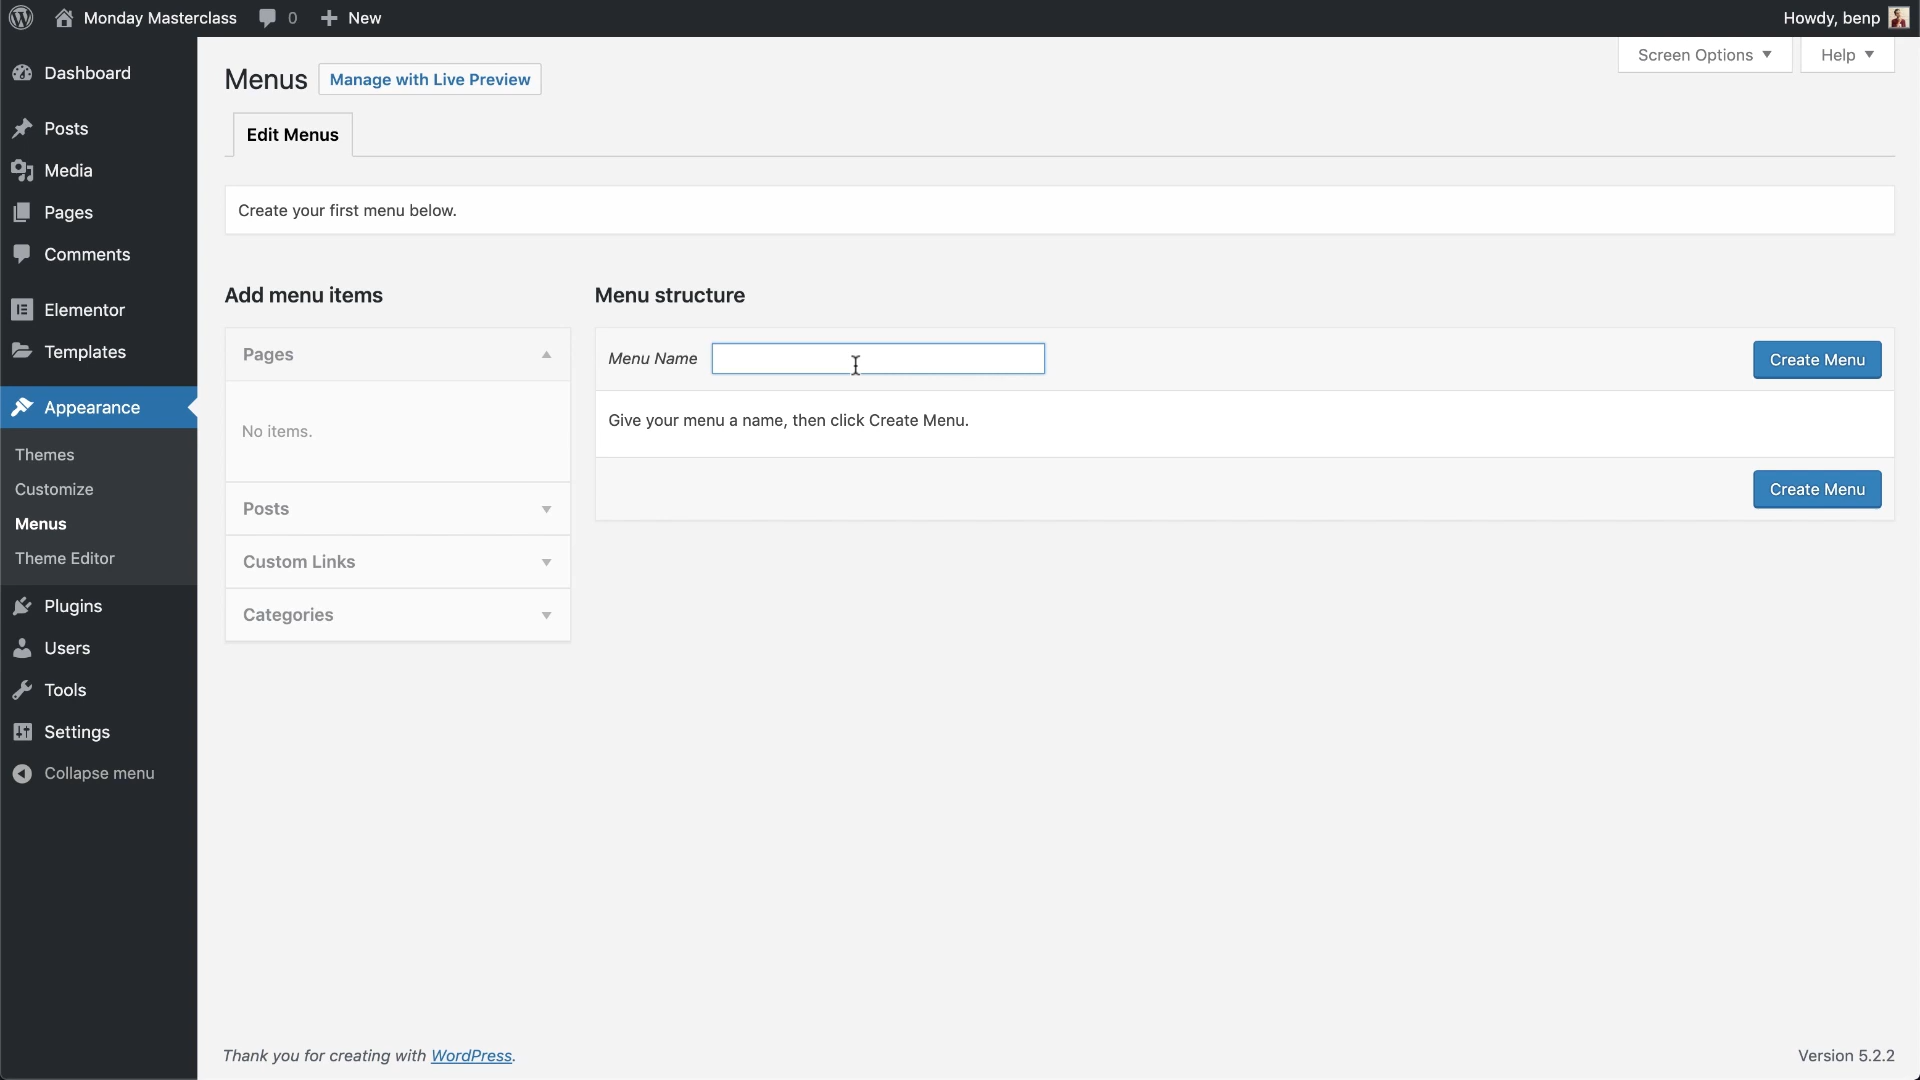 Monday Masterclass
0
New
Howdy, benp
Dashboard
Posts
Media
Pages
Comments
Elementor
Templates
Appearance
Themes
Customize
Menus
Theme Editor
Plugins
Users
Tools
Settings
Collapse menu
Screen Options
Help
Menus
Manage with Live Preview
Edit Menus
Create your first menu below.
Add menu items
Pages
No items.
Posts
Custom Links
Categories
Menu structure
Menu Name
Create Menu
Give your menu a name, then click Create Menu.
Create Menu
Thank you for creating with WordPress.
Version 5.2.2